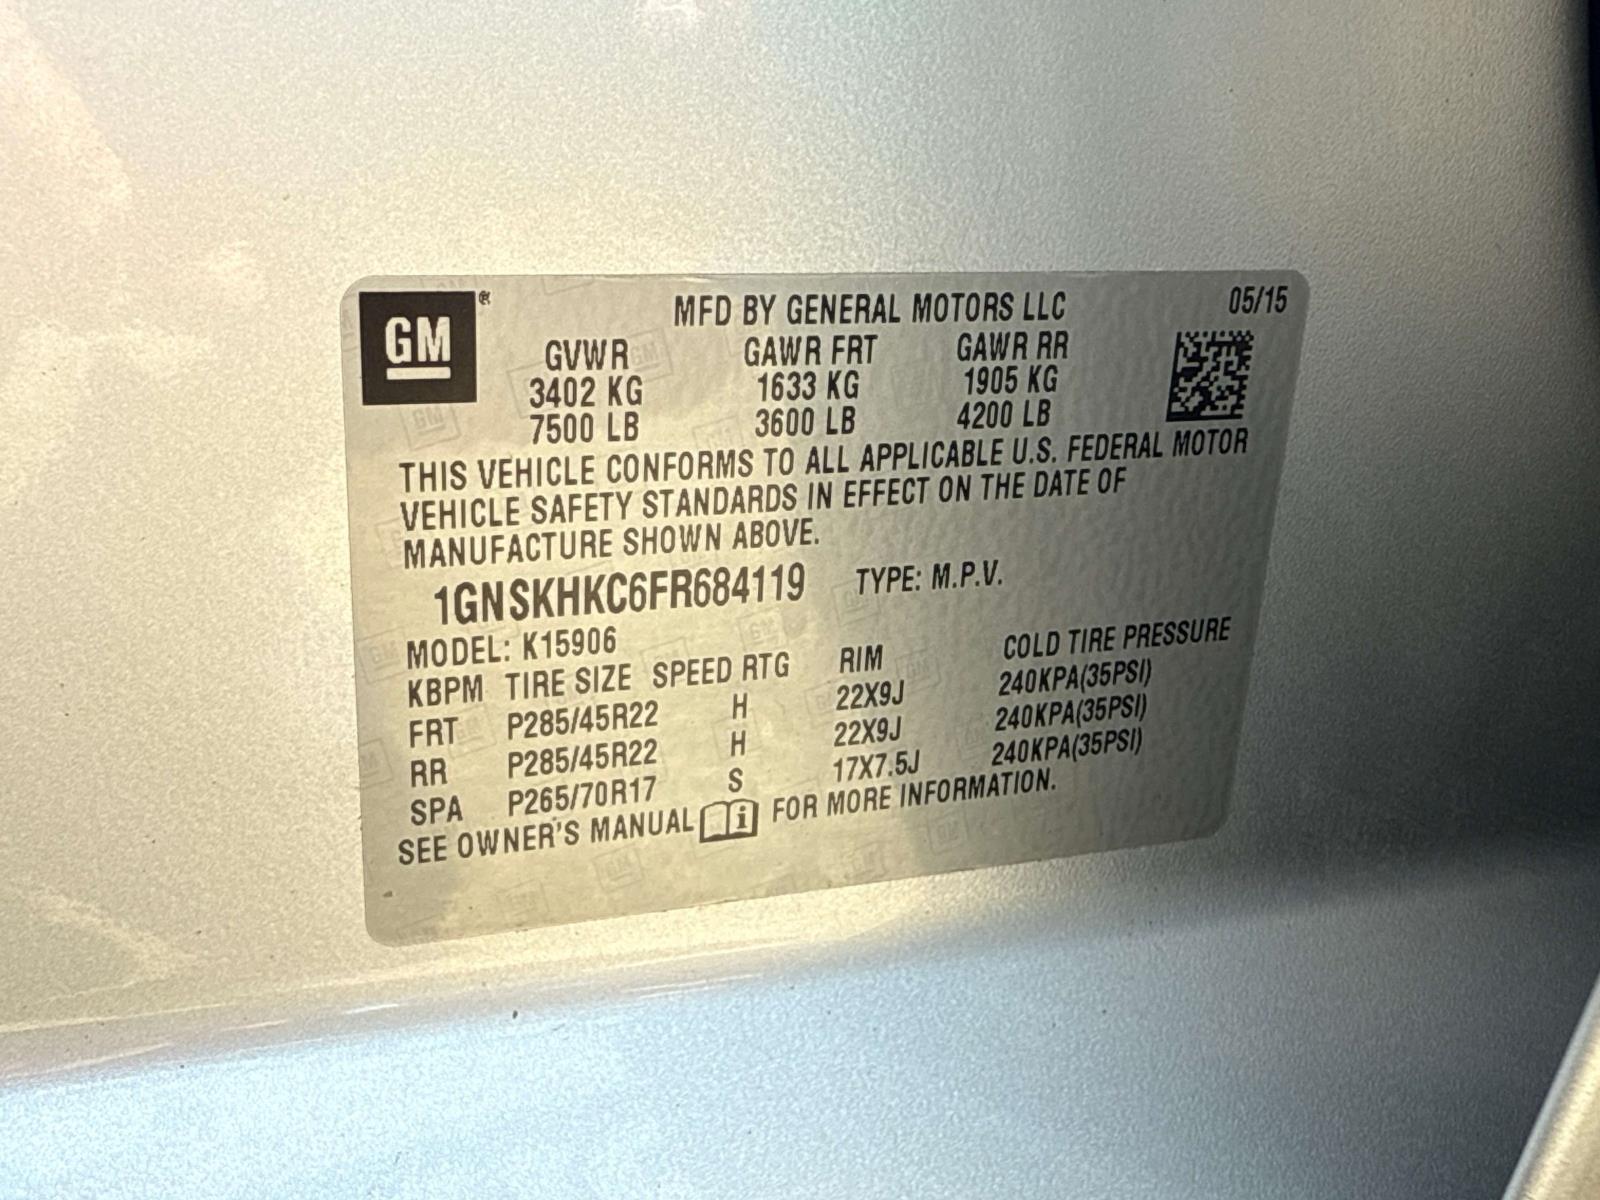 GM®
MFD BY GENERAL MOTORS LLC 05/15
GVWR GAWR FRT GAWR RR
3402 KG 1633 KG 1905 KG
7500 LB 3600 LB 4200 LB
THIS VEHICLE CONFORMS TO ALL APPLICABLE U.S. FEDERAL MOTOR
VEHICLE SAFETY STANDARDS IN EFFECT ON THE DATE OF
MANUFACTURE SHOWN ABOVE.
1GNSKHKC6FR684119 TYPE: M.P.V.
MODEL: K15906
KBPM TIRE SIZE SPEED RTG RIM COLD TIRE PRESSURE
FRT P285/45R22 H 22X9J 240KPA(35PSI)
RR P285/45R22 H 22X9J 240KPA(35PSI)
SPA P265/70R17 S 17X7.5J 240KPA(35PSI)
SEE OWNER'S MANUAL i FOR MORE INFORMATION.